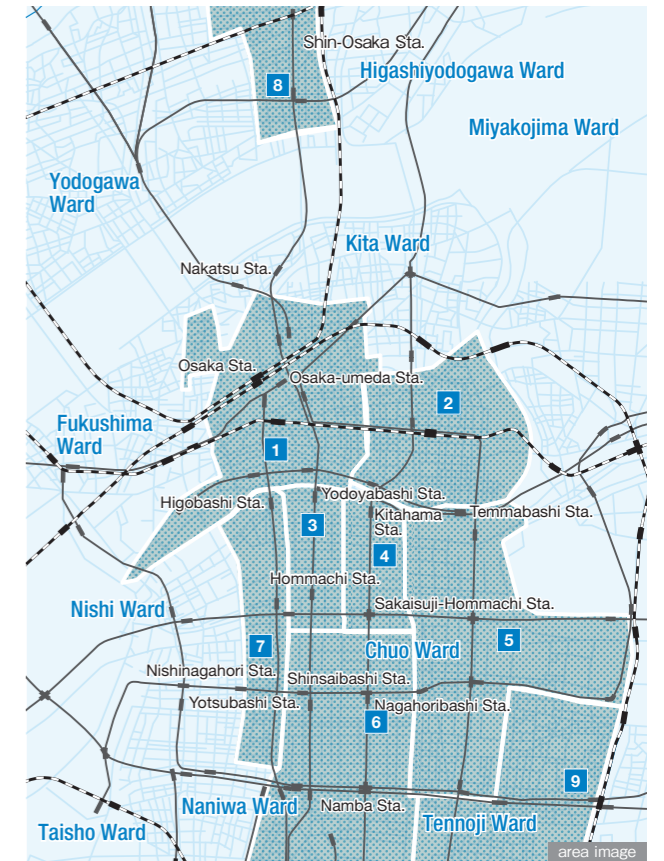 Shin-Osaka Sta.
Higashiyodogawa Ward
8
Miyakojima Ward
Yodogawa
Ward
Kita Ward
Nakatsu Sta.
Osaka Sta.
Osaka-umeda Sta.
2
Fukushima
Ward
1
Yodoyabashi Sta.
Higobashi Sta.
3
Kitahama
Sta.
Temmabashi Sta.
4
Hommachi Sta.
Sakaisuji-Hommachi Sta.
Nishi Ward
5
7
Chuo Ward
Nishinagahori Sta.
Shinsaibashi Sta.
Yotsubashi Sta.
Nagahoribashi Sta.
6
9
Naniwa Ward
Namba Sta.
Taisho Ward
Tennoji Ward
area image